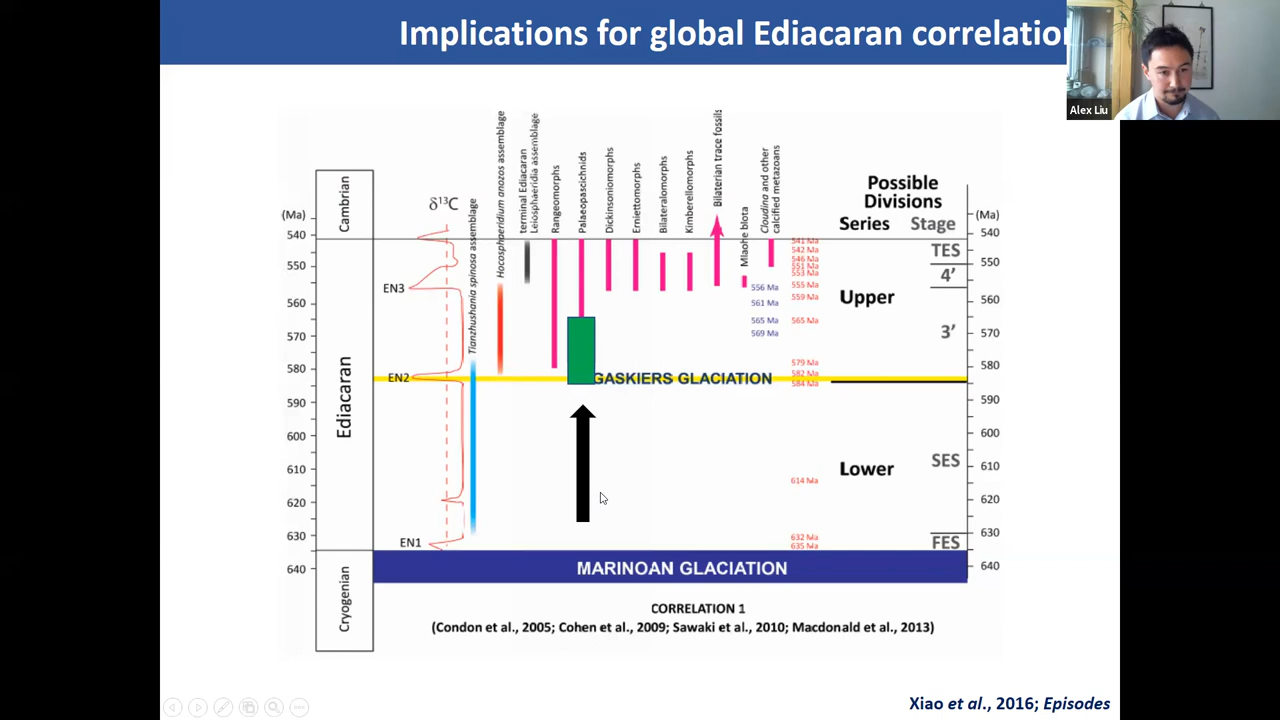 Implications for global Ediacaran correlatio
Alex Liu
Cambrian
Ediacaran
Cryogenian
(Ma)
540
550
560
570
580
590
600
610
620
630
640
δ13C
EN3
EN2
EN1
Tianzhushania spinosa assemblage
Hocosphaeridium anozos assemblage
terminal Ediacaran
Leiosphaeridia assemblage
Rangeomorphs
Palaeopascichnids
Dickinsoniomorphs
Erniettomorphs
Bilateralomorphs
Kimberellomorphs
Bilaterian trace fossils
Miaohe biota
Cloudina and other
calcified metazoans
556 Ma
561 Ma
565 Ma
569 Ma
541 Ma
542 Ma
546 Ma
551 Ma
553 Ma
555 Ma
559 Ma
565 Ma
579 Ma
582 Ma
584 Ma
614 Ma
632 Ma
635 Ma
GASKIERS GLACIATION
MARINOAN GLACIATION
Possible
Divisions
Series Stage
Upper
Lower
TES
4'
3'
SES
FES
(Ma)
540
550
560
570
580
590
600
610
620
630
640
CORRELATION 1
(Condon et al., 2005; Cohen et al., 2009; Sawaki et al., 2010; Macdonald et al., 2013)
Xiao et al., 2016; Episodes